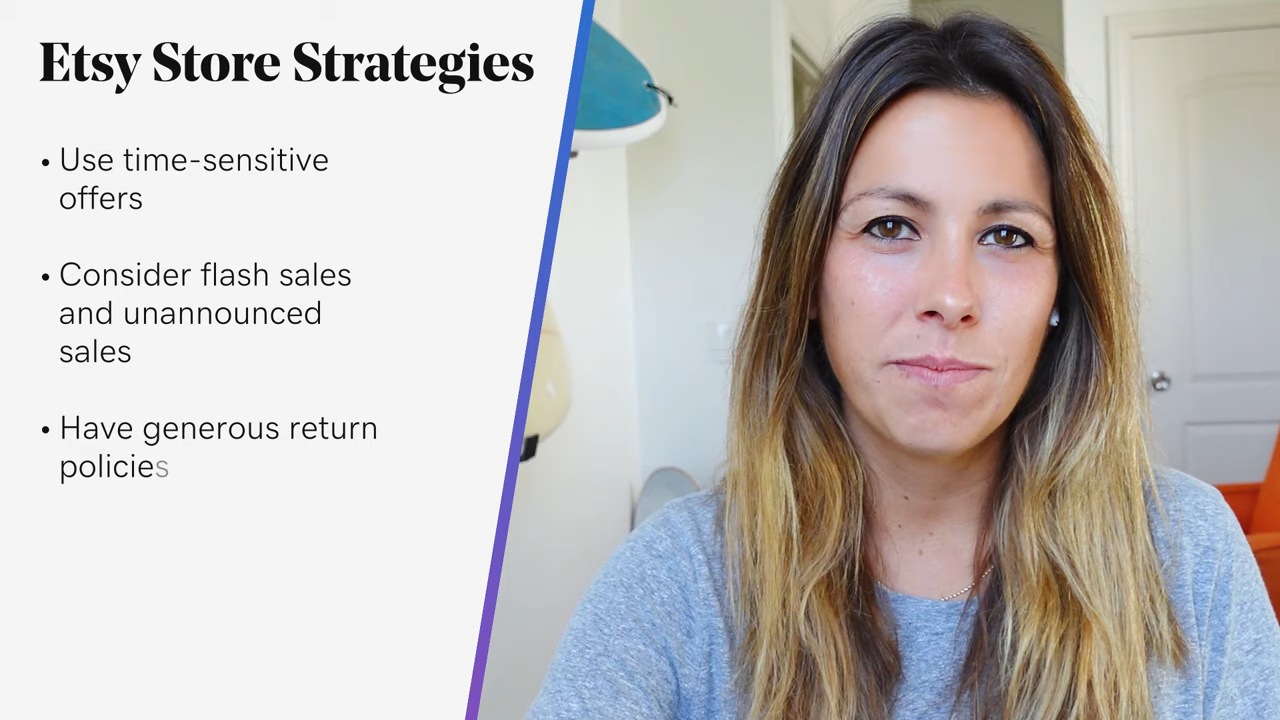 Etsy Store Strategies
• Use time-sensitive
offers
• Consider flash sales
and unannounced
sales
• Have generous return
policies